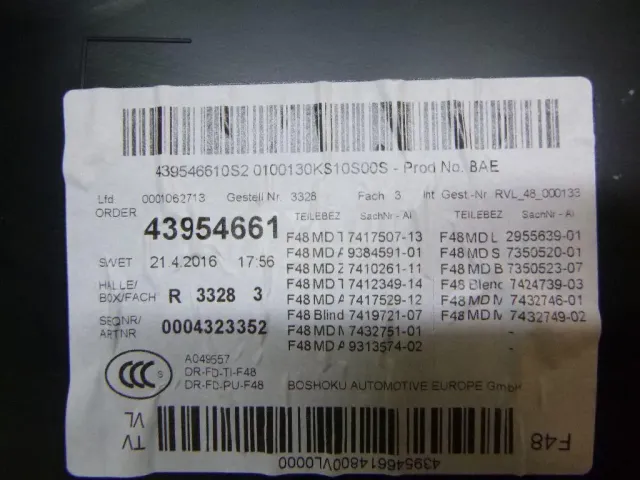 439546610S2 0100130KS10S00S - Prod No. BAE
Lfd 0001062713 Gestell Nr. 3328 Fach 3 Int Gest.-Nr RVL_48_000133
ORDER 43954661
TEILEBEZ SachNr - AI TEILEBEZ SachNr - AI
F48 MD T 7417507-13 F48 MD L 2955639-01
F48 MD A 9384591-01 F48 MD S 7350520-01
S/WET 21.4.2016 17:56
F48 MD Z 7410261-11 F48 MD B 7350523-07
F48 MD T 7412349-14 F48 Blend 7424739-03
HALLE/
BOX/FACH R 3328 3
F48 MD A 7417529-12 F48 MD M 7432746-01
F48 Blind 7419721-07 F48 MD M 7432749-02
SEQNR/
ARTNR 0004323352
F48 MD M 7432751-01 -
F48 MD A 9313574-02 -
CCC S
A049557
DR-FD-TI-F48
DR-FD-PU-F48
BOSHOKU AUTOMOTIVE EUROPE GmbH
TV
VL
439546614800VL0000
F48